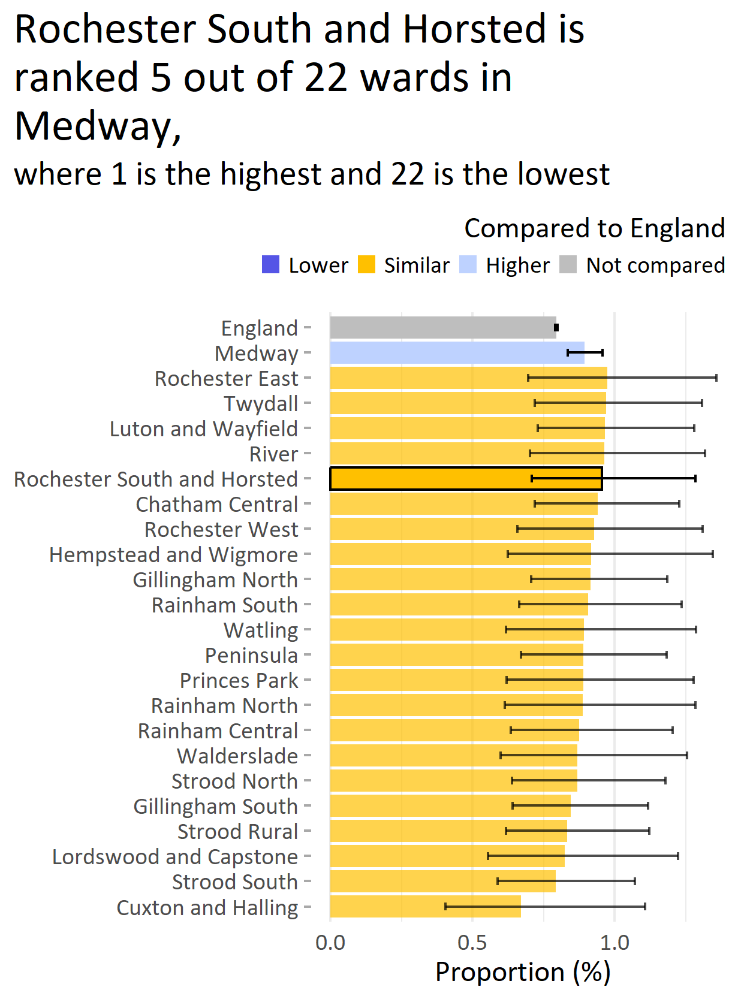 Rochester South and Horsted is
ranked 5 out of 22 wards in
Medway,
where 1 is the highest and 22 is the lowest
Compared to England
Lower Similar Higher Not compared
England
Medway
Rochester East
Twydall
Luton and Wayfield
River
Rochester South and Horsted
Chatham Central
Rochester West
Hempstead and Wigmore
Gillingham North
Rainham South
Watling
Peninsula
Princes Park
Rainham North
Rainham Central
Walderslade
Strood North
Gillingham South
Strood Rural
Lordswood and Capstone
Strood South
Cuxton and Halling
0.0 0.5 1.0
Proportion (%)